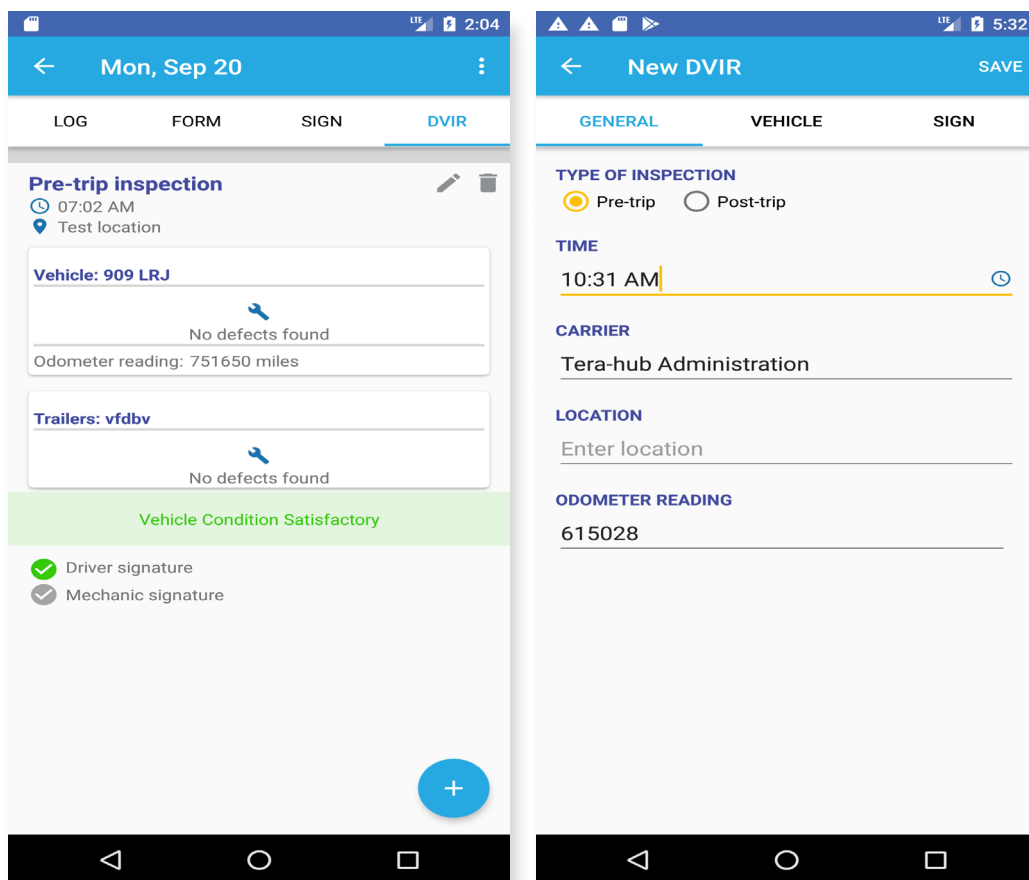 LTE 2:04
Mon, Sep 20
LOG FORM SIGN DVIR
Pre-trip inspection
07:02 AM
Test location
Vehicle: 909 LRJ
No defects found
Odometer reading: 751650 miles
Trailers: vfdbv
No defects found
Vehicle Condition Satisfactory
Driver signature
Mechanic signature
+
LTE 5:32
New DVIR SAVE
GENERAL VEHICLE SIGN
TYPE OF INSPECTION
Pre-trip Post-trip
TIME
10:31 AM
CARRIER
Tera-hub Administration
LOCATION
Enter location
ODOMETER READING
615028